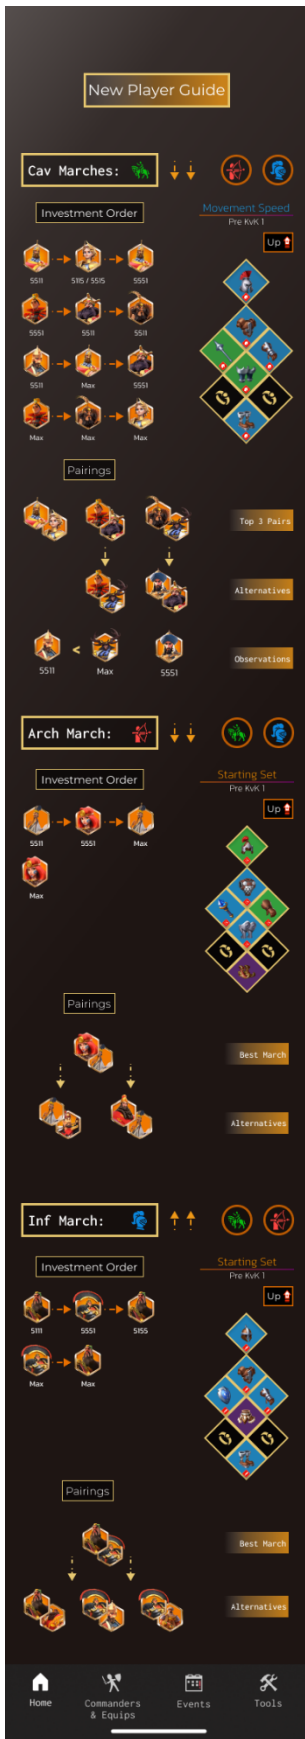 New Player Guide
Cav Marches:
Investment Order
Movement Speed
Pre KvK 1
Up
5511
5115 / 5515
5551
5551
5511
5511
5511
Max
5551
Max
Max
Max
Pairings
Top 3 Pairs
Alternatives
Observations
5511
<
Max
5551
Arch March:
Investment Order
Starting Set
Pre KvK 1
Up
5511
5551
Max
Max
Pairings
Best March
Alternatives
Inf March:
Investment Order
Starting Set
Pre KvK 1
Up
5111
5551
5155
Max
Max
Pairings
Best March
Alternatives
Home
Commanders
& Equips
Events
Tools